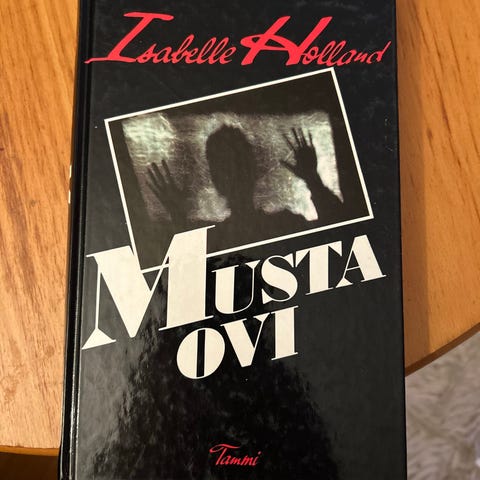 Isabelle Holland
MUSTA
OVI
Tammi